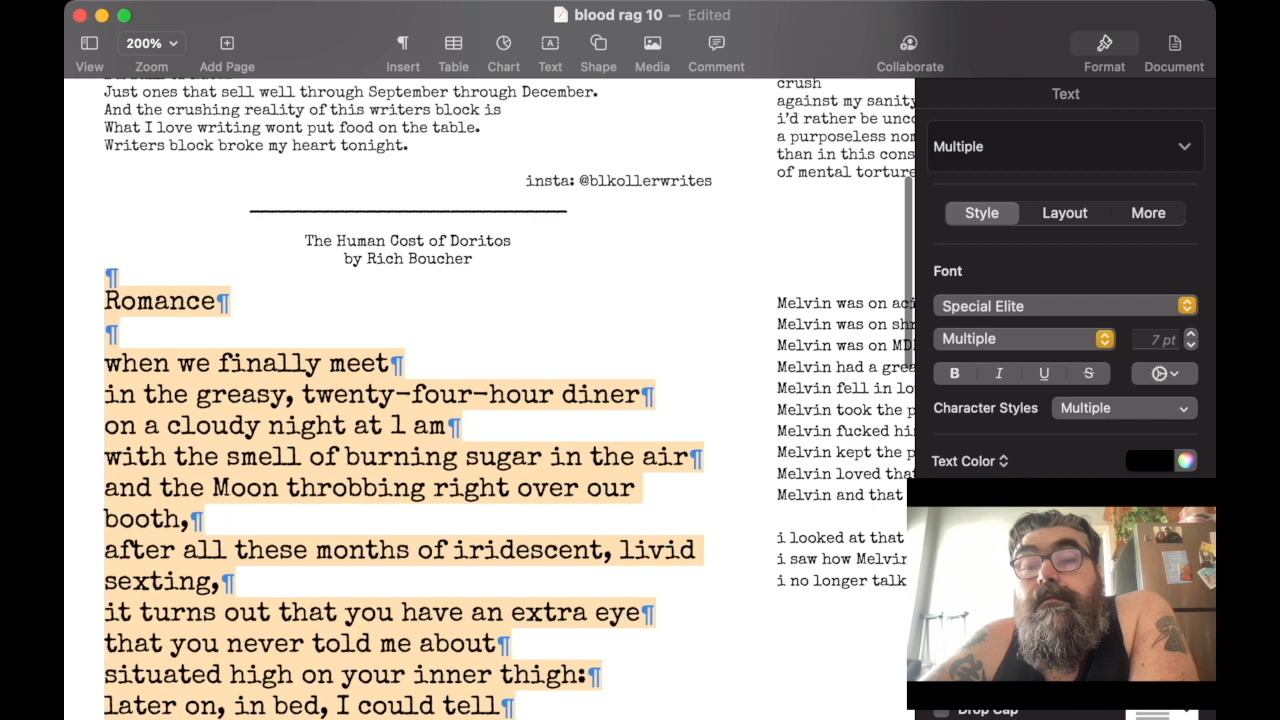 blood rag 10 — Edited
200%
View
Zoom
Add Page
Insert
Table
Chart
Text
Shape
Media
Comment
Collaborate
Format
Document
Just ones that sell well through September through December.
And the crushing reality of this writers block is
What I love writing wont put food on the table.
Writers block broke my heart tonight.
insta: @blkollerwrites
The Human Cost of Doritos
by Rich Boucher
¶
Romance¶
¶
when we finally meet¶
in the greasy, twenty-four-hour diner¶
on a cloudy night at 1 am¶
with the smell of burning sugar in the air¶
and the Moon throbbing right over our
booth,¶
after all these months of iridescent, livid
sexting,¶
it turns out that you have an extra eye¶
that you never told me about¶
situated high on your inner thigh:¶
later on, in bed, I could tell¶
crush
against my sanity
i'd rather be unc
a purposeless no
than in this cons
of mental torture
Melvin was on aci
Melvin was on shr
Melvin was on MD
Melvin had a grea
Melvin fell in lo
Melvin took the p
Melvin fucked hi
Melvin kept the p
Melvin loved tha
Melvin and that
i looked at that
i saw how Melvin
i no longer talk
Text
Multiple
Style
Layout
More
Font
Special Elite
Multiple
7 pt
B I U S
Character Styles
Multiple
Text Color
Drop Cap